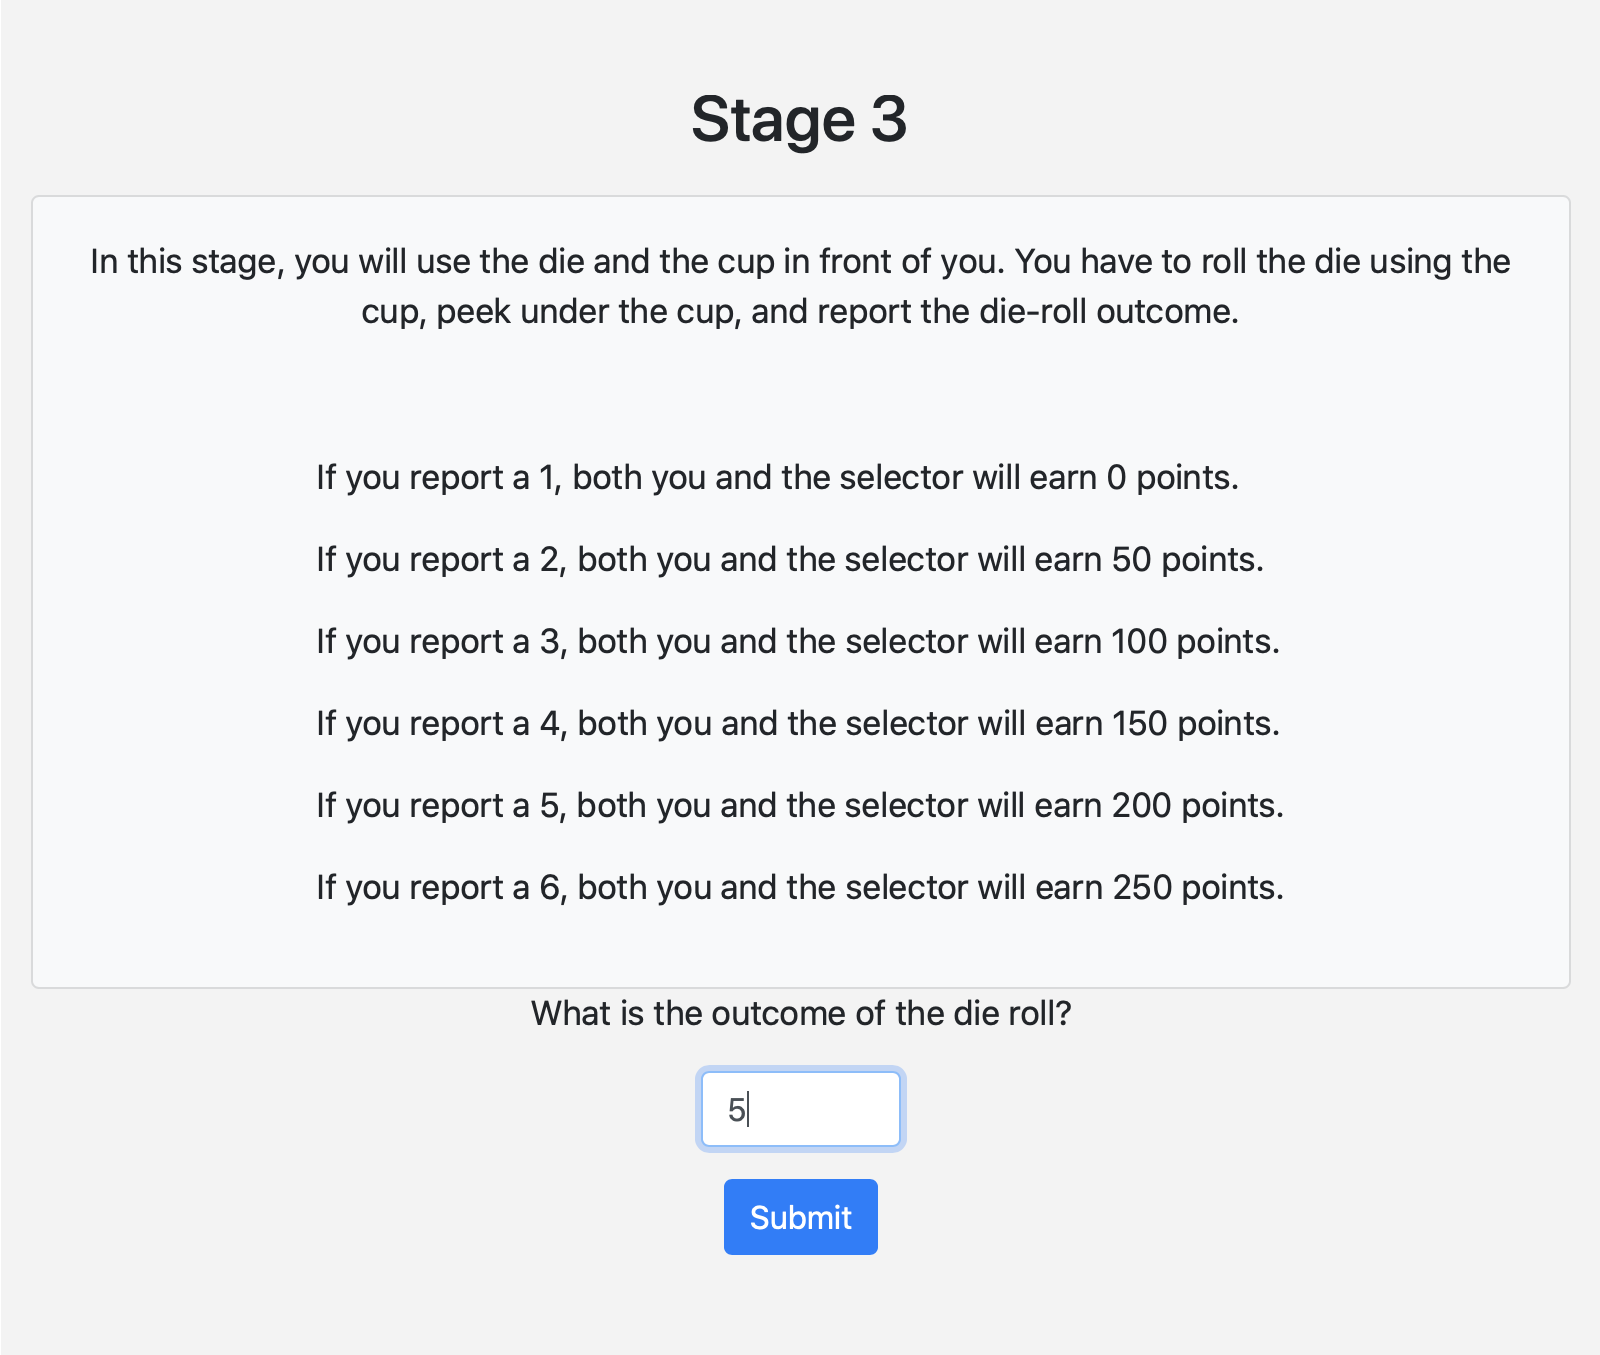 Stage 3
In this stage, you will use the die and the cup in front of you. You have to roll the die using the
cup, peek under the cup, and report the die-roll outcome.
If you report a 1, both you and the selector will earn 0 points.
If you report a 2, both you and the selector will earn 50 points.
If you report a 3, both you and the selector will earn 100 points.
If you report a 4, both you and the selector will earn 150 points.
If you report a 5, both you and the selector will earn 200 points.
If you report a 6, both you and the selector will earn 250 points.
What is the outcome of the die roll?
5
Submit